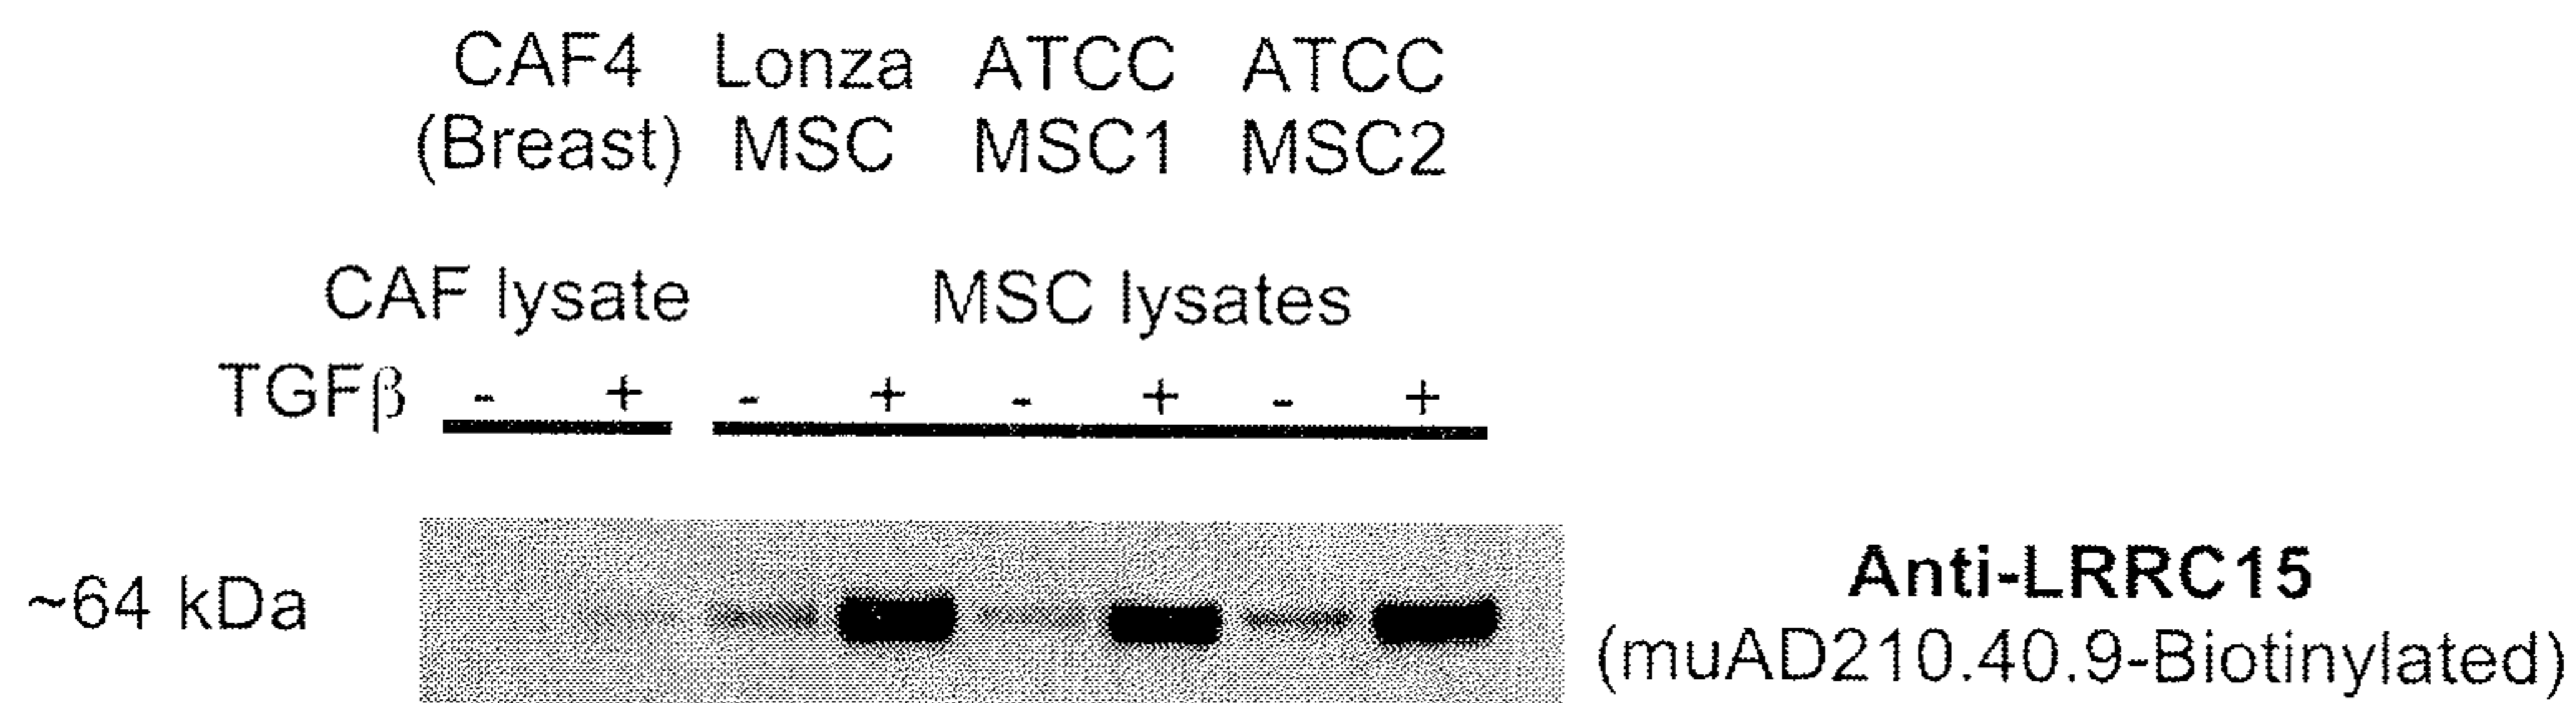 CAF4 Lonza ATCC ATCC
(Breast) MSC MSC1 MSC2
CAF lysate MSC lysates
TGFβ - + - + - + - +
~64 kDa
Anti-LRRC15
(muAD210.40.9-Biotinylated)